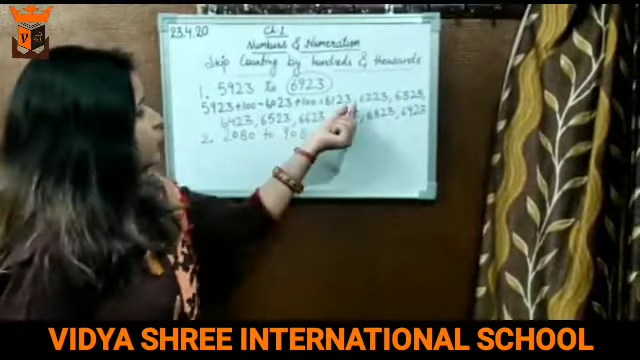 23.4.20
Ch-1
Numbers & Numeration
Skip Counting by hundreds & thousands
1. 5923 to 6923
5923+100=6023+100=6123, 6223, 6323,
6423, 6523, 6623 6823, 6923
2. 2080 to 908
VIDYA SHREE INTERNATIONAL SCHOOL